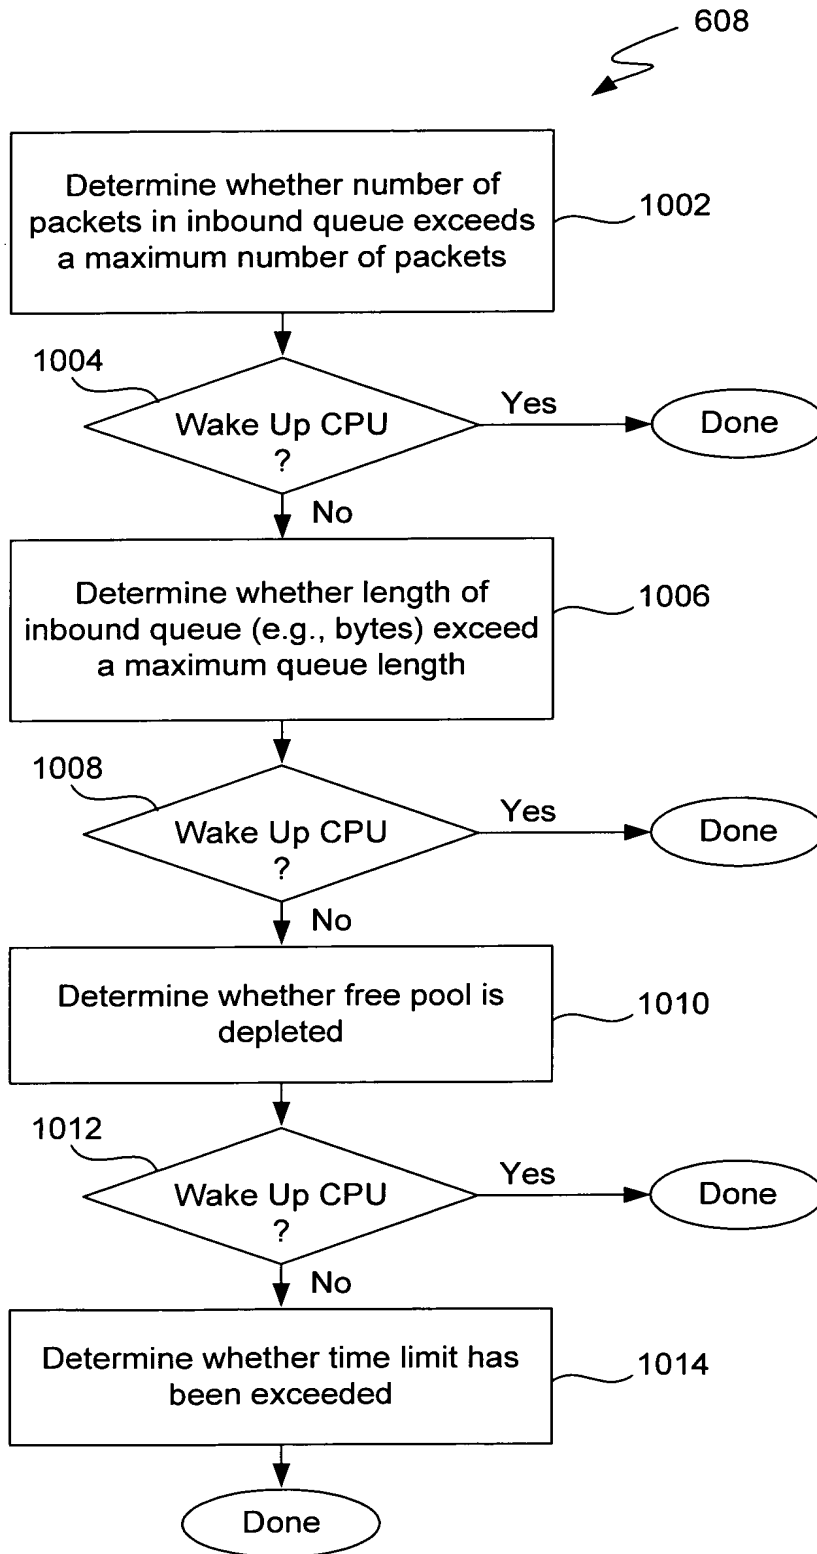 608
Determine whether number of
packets in inbound queue exceeds
a maximum number of packets
1002
1004
Wake Up CPU
?
Yes
Done
No
Determine whether length of
inbound queue (e.g., bytes) exceed
a maximum queue length
1006
1008
Wake Up CPU
?
Yes
Done
No
Determine whether free pool is
depleted
1010
1012
Wake Up CPU
?
Yes
Done
No
Determine whether time limit has
been exceeded
1014
Done